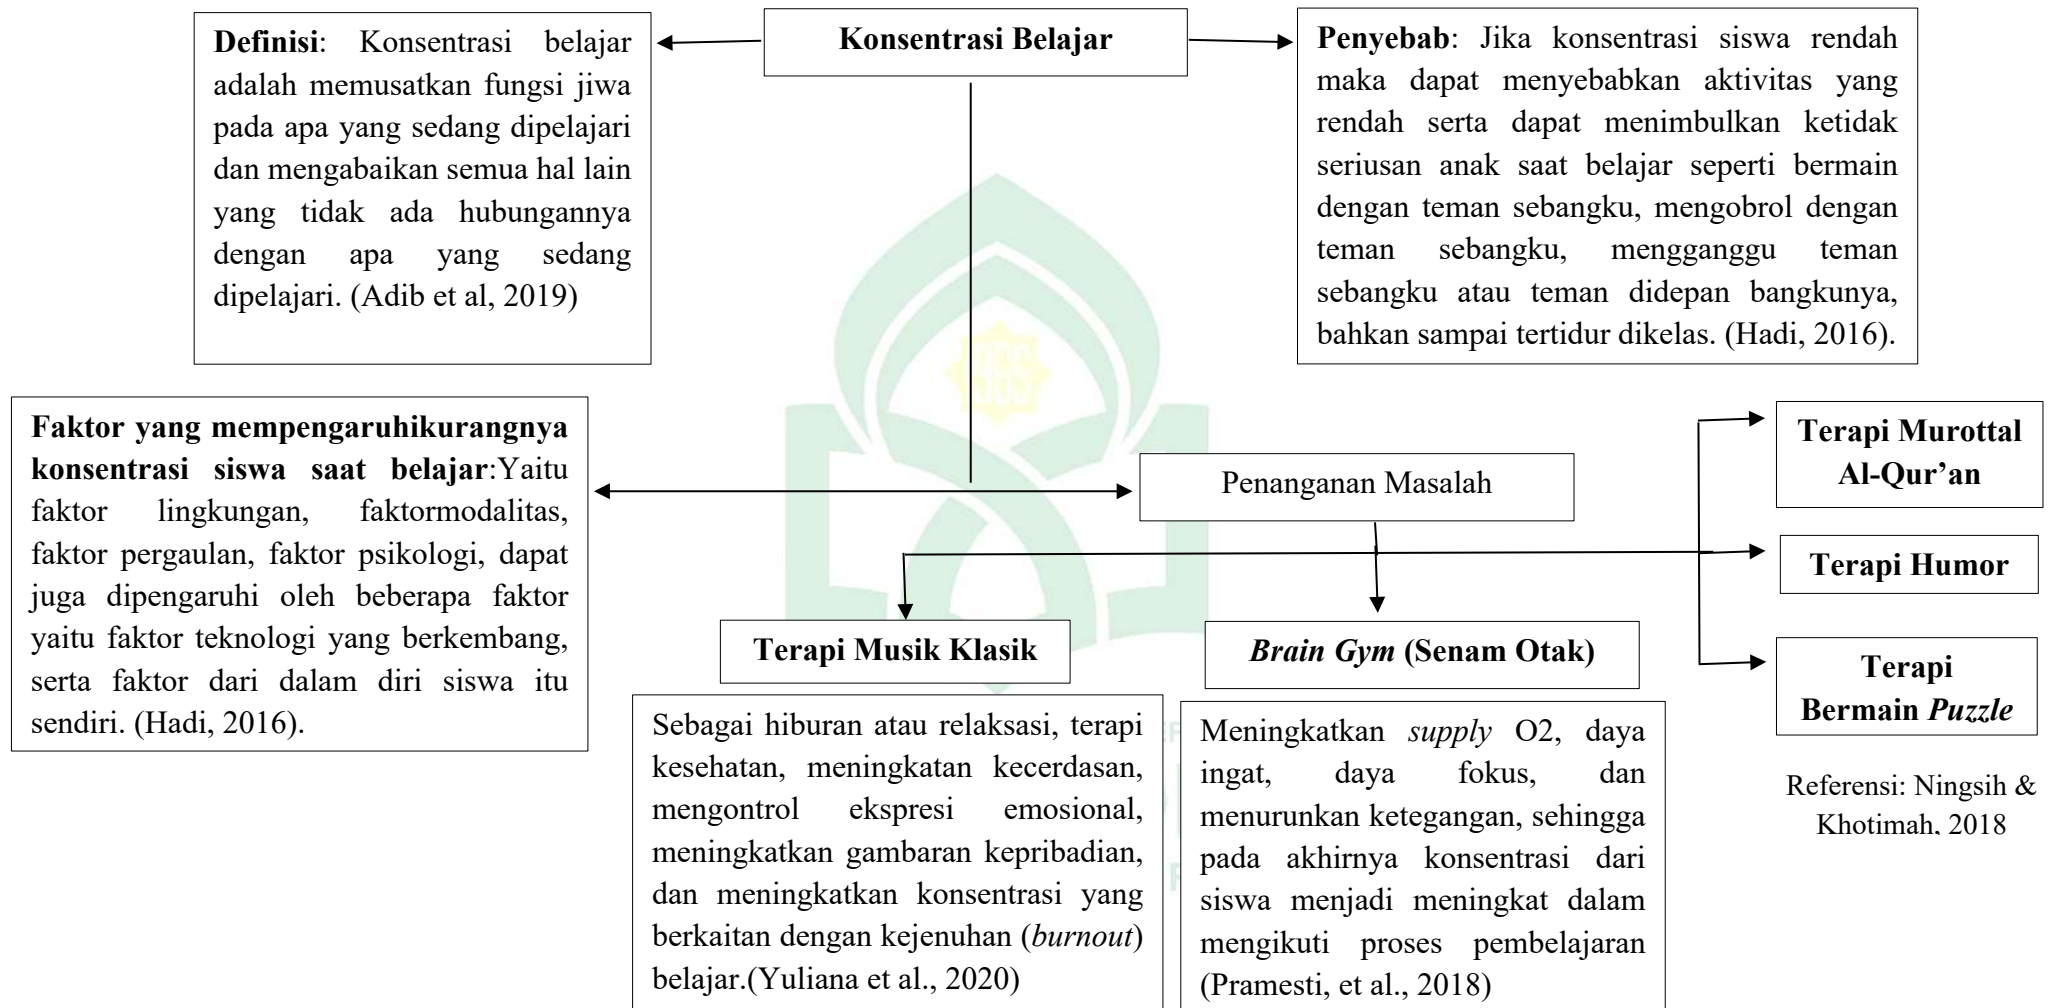 Konsentrasi Belajar
Definisi: Konsentrasi belajar
adalah memusatkan fungsi jiwa
pada apa yang sedang dipelajari
dan mengabaikan semua hal lain
yang tidak ada hubungannya
dengan apa yang sedang
dipelajari. (Adib et al, 2019)
Penyebab: Jika konsentrasi siswa rendah
maka dapat menyebabkan aktivitas yang
rendah serta dapat menimbulkan ketidak
seriusan anak saat belajar seperti bermain
dengan teman sebangku, mengobrol dengan
teman sebangku, mengganggu teman
sebangku atau teman didepan bangkunya,
bahkan sampai tertidur dikelas. (Hadi, 2016).
Faktor yang mempengaruhikurangnya
konsentrasi siswa saat belajar:Yaitu
faktor lingkungan, faktormodalitas,
faktor pergaulan, faktor psikologi, dapat
juga dipengaruhi oleh beberapa faktor
yaitu faktor teknologi yang berkembang,
serta faktor dari dalam diri siswa itu
sendiri. (Hadi, 2016).
Penanganan Masalah
Terapi Murottal
Al-Qur’an
Terapi Humor
Terapi
Bermain Puzzle
Referensi: Ningsih &
Khotimah, 2018
Terapi Musik Klasik
Sebagai hiburan atau relaksasi, terapi
kesehatan, meningkatan kecerdasan,
mengontrol ekspresi emosional,
meningkatkan gambaran kepribadian,
dan meningkatkan konsentrasi yang
berkaitan dengan kejenuhan (burnout)
belajar.(Yuliana et al., 2020)
Brain Gym (Senam Otak)
Meningkatkan supply O2, daya
ingat, daya fokus, dan
menurunkan ketegangan, sehingga
pada akhirnya konsentrasi dari
siswa menjadi meningkat dalam
mengikuti proses pembelajaran
(Pramesti, et al., 2018)